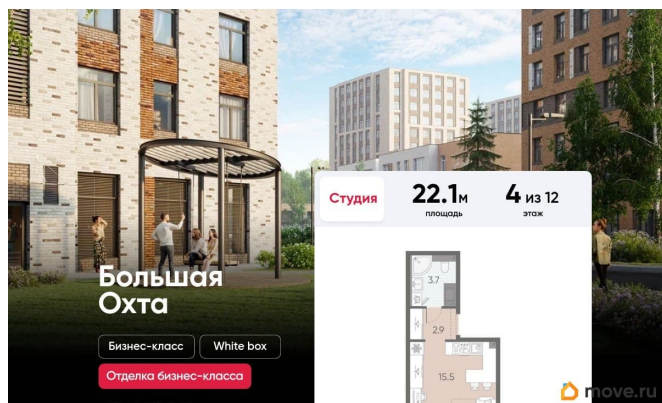 Студия
22.1м
площадь
4 из 12
этаж
3.7
2.9
15.5
Большая
Охта
Бизнес-класс
White box
Отделка бизнес-класса
move.ru